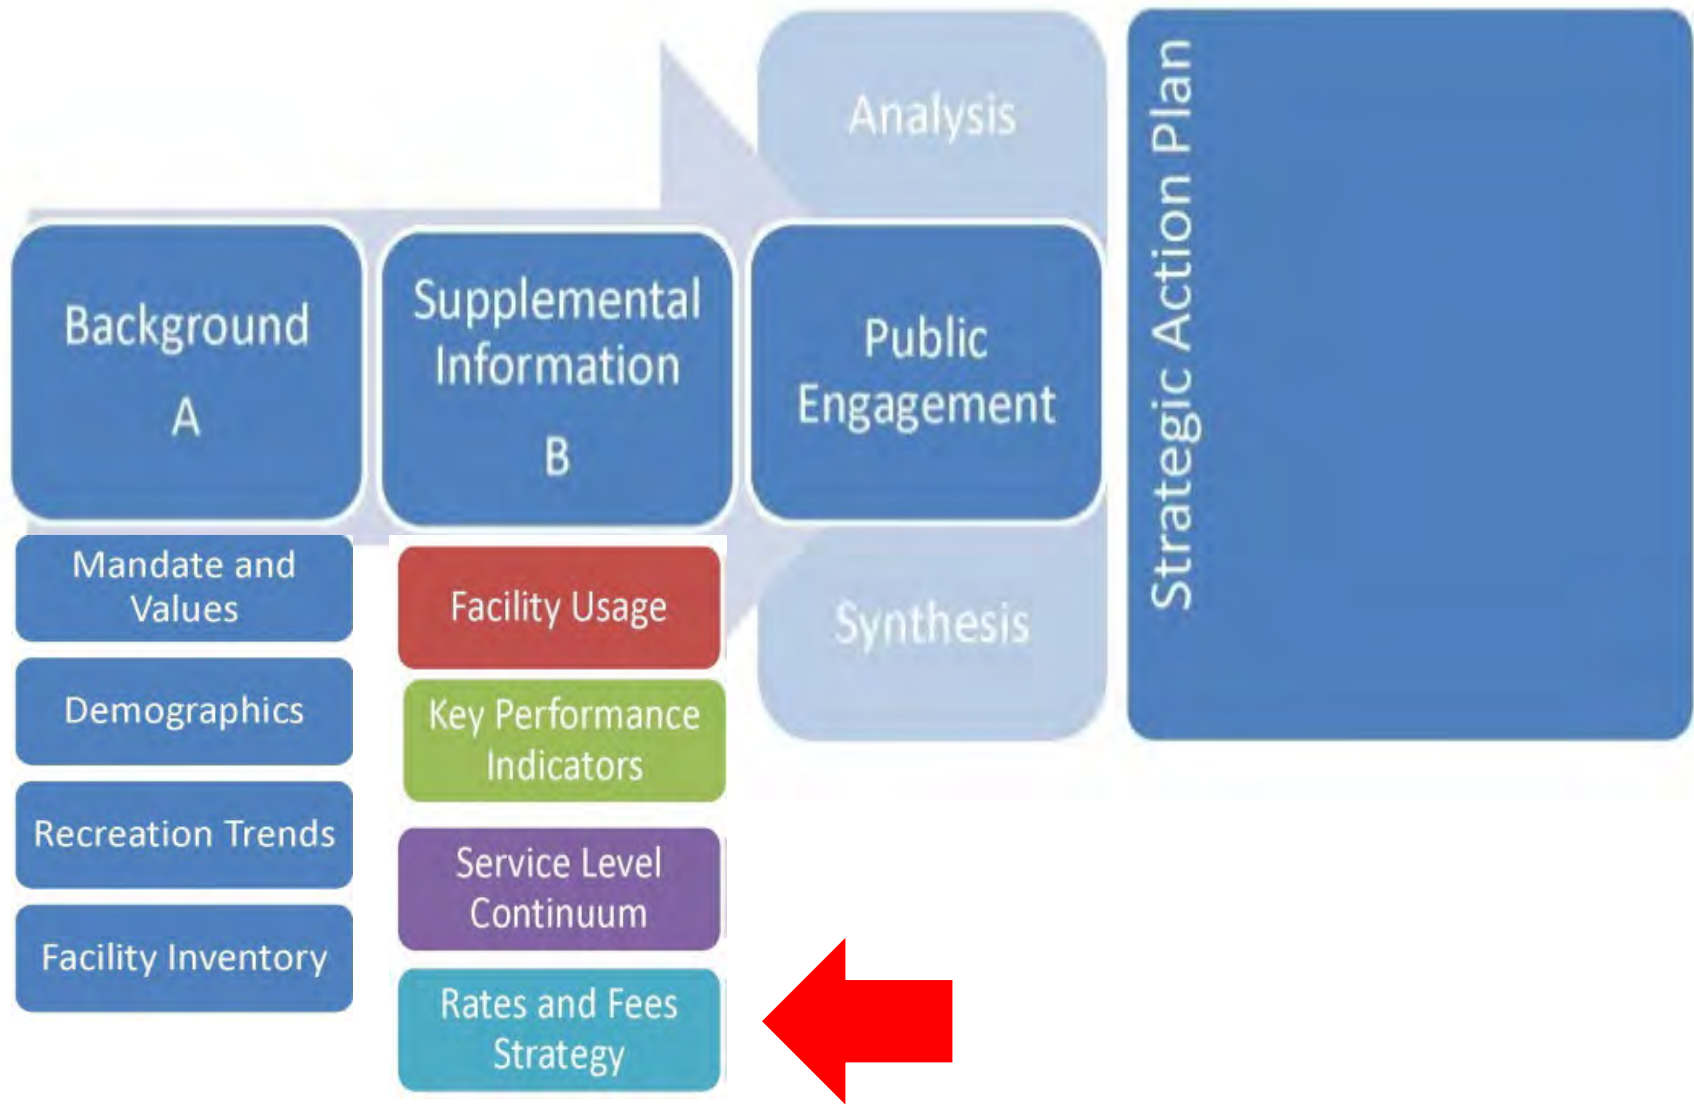 Background
A
Mandate and
Values
Demographics
Recreation Trends
Facility Inventory
Supplemental
Information
B
Facility Usage
Key Performance
Indicators
Service Level
Continuum
Rates and Fees
Strategy
Analysis
Public
Engagement
Synthesis
Strategic Action Plan